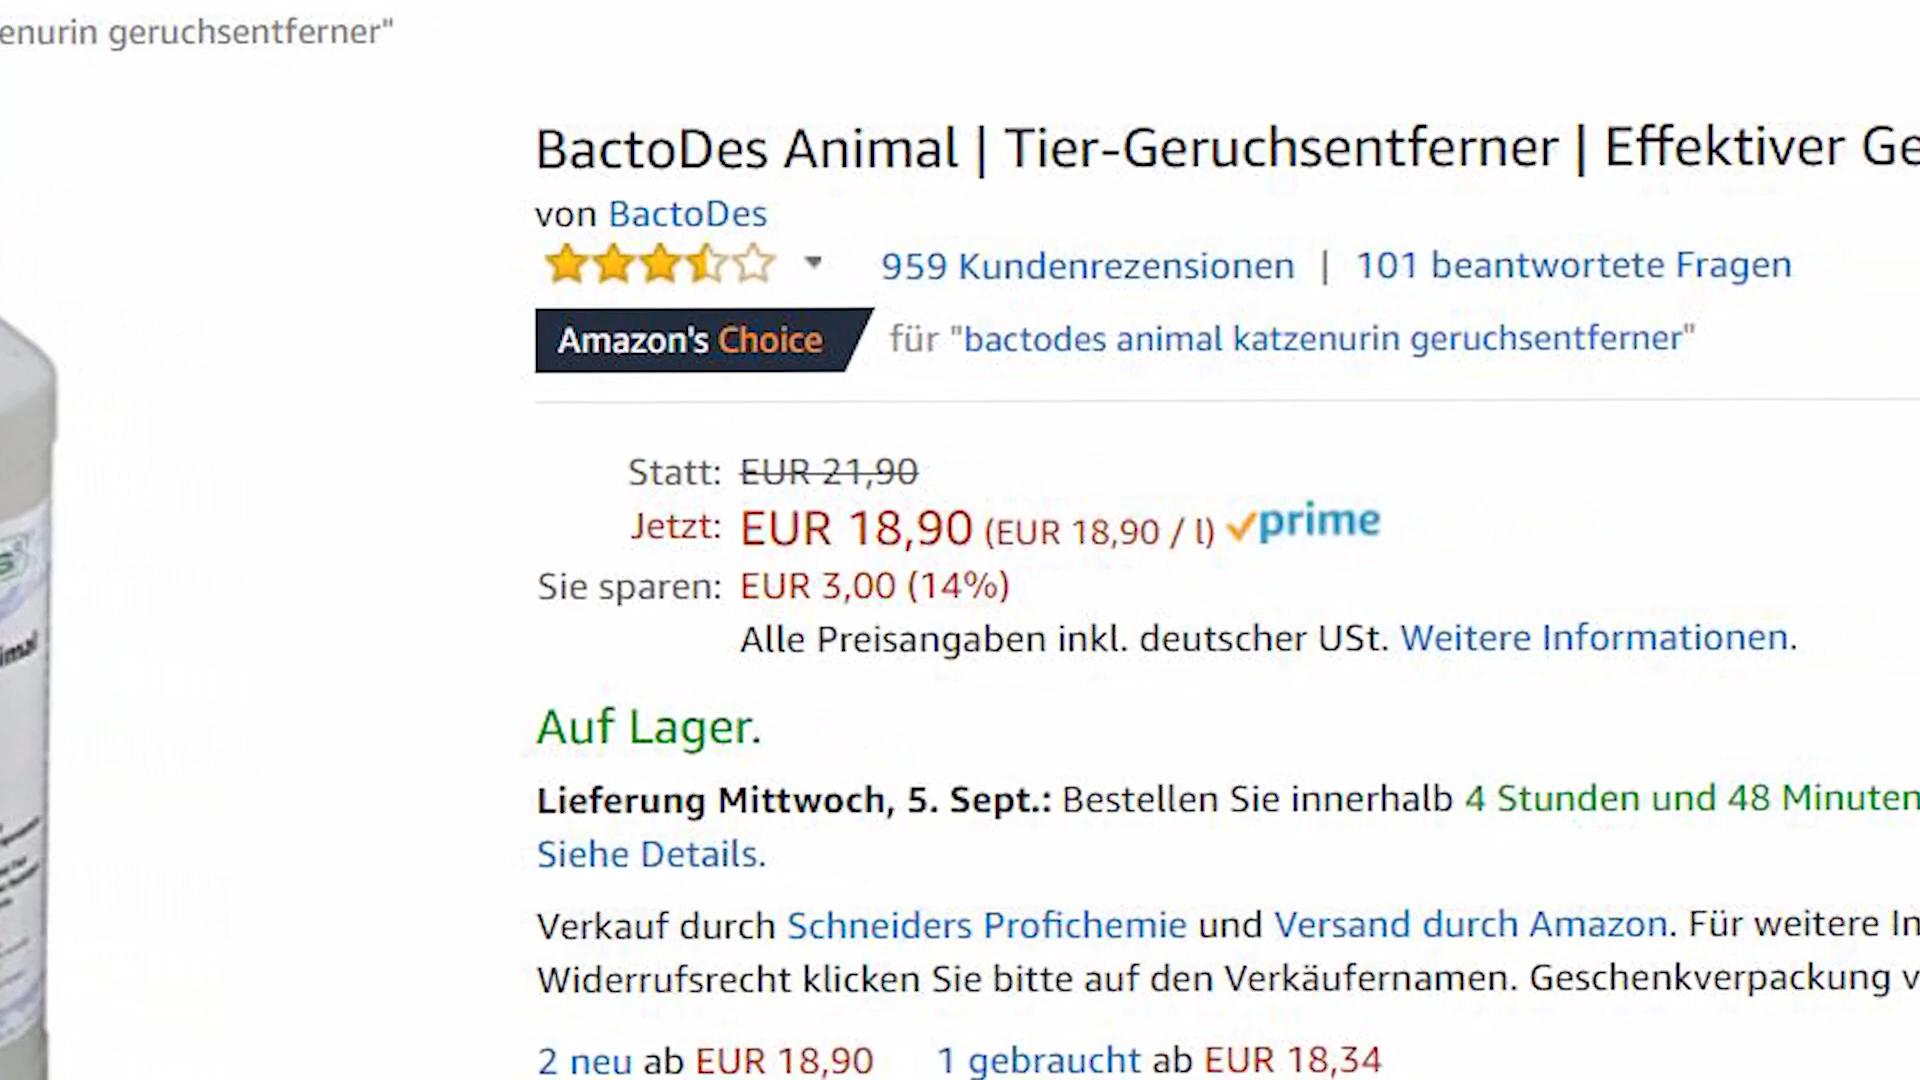 enurin geruchsentferner"
BactoDes Animal | Tier-Geruchsentferner | Effektiver Ge
von BactoDes
959 Kundenrezensionen | 101 beantwortete Fragen
Amazon's Choice für "bactodes animal katzenurin geruchsentferner"
Statt: EUR 21,90
Jetzt: EUR 18,90 (EUR 18,90 / l) prime
Sie sparen: EUR 3,00 (14%)
Alle Preisangaben inkl. deutscher USt. Weitere Informationen.
Auf Lager.
Lieferung Mittwoch, 5. Sept.: Bestellen Sie innerhalb 4 Stunden und 48 Minuten
Siehe Details.
Verkauf durch Schneiders Profichemie und Versand durch Amazon. Für weitere In
Widerrufsrecht klicken Sie bitte auf den Verkäufernamen. Geschenkverpackung v
2 neu ab EUR 18,90 1 gebraucht ab EUR 18,34